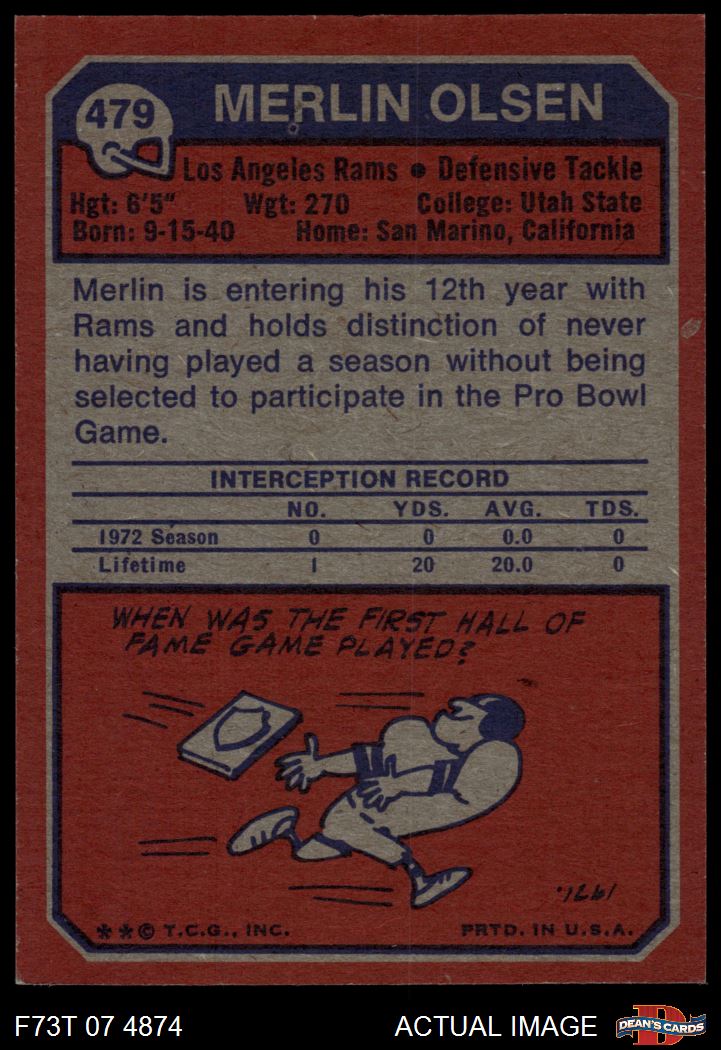 479
MERLIN OLSEN
Los Angeles Rams • Defensive Tackle
Hgt: 6'5" Wgt: 270 College: Utah State
Born: 9-15-40 Home: San Marino, California
Merlin is entering his 12th year with
Rams and holds distinction of never
having played a season without being
selected to participate in the Pro Bowl
Game.
INTERCEPTION RECORD
NO. YDS. AVG. TDS.
1972 Season 0 0 0.0 0
Lifetime 1 20 20.0 0
WHEN WAS THE FIRST HALL OF
FAME GAME PLAYED?
1971.
**© T.C.G., INC. PRTD. IN U.S.A.
F73T 07 4874 ACTUAL IMAGE D DEAN'S CARDS